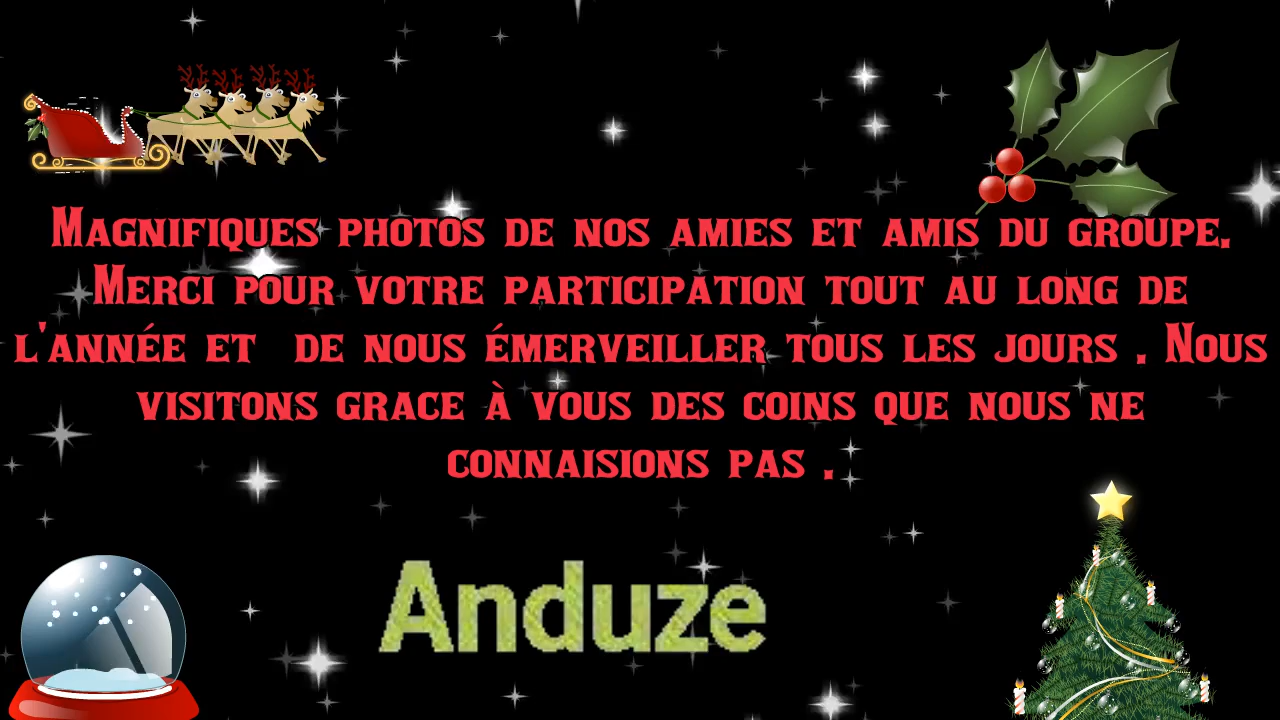 Magnifiques photos de nos amies et amis du groupe.
Merci pour votre participation tout au long de
l'année et  de nous émerveiller tous les jours . Nous
visitons grace à vous des coins que nous ne
connaisions pas .
Anduze